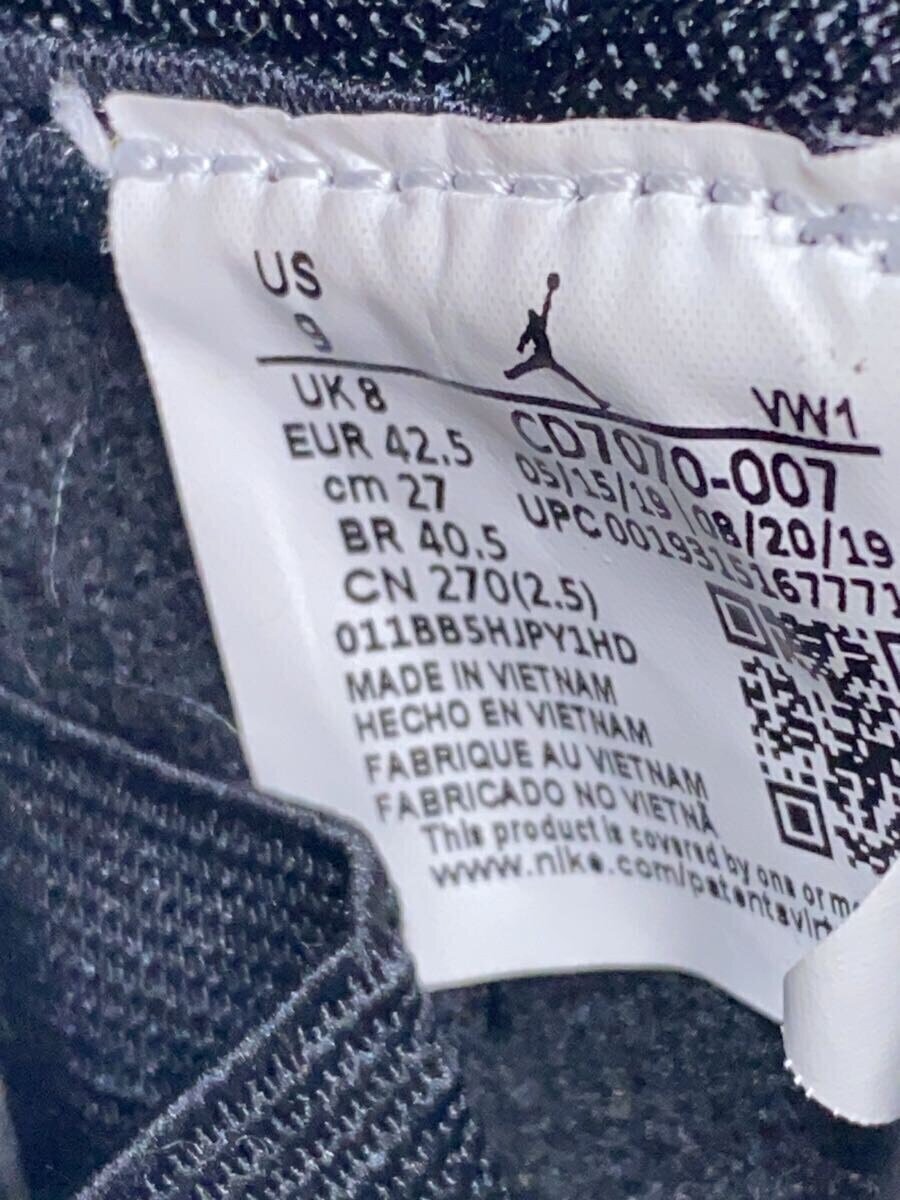 US
9
VW1
UK 8
EUR 42.5
cm 27
BR 40.5
CN 270(2.5)
CD7070-007
05/15/19 08/20/19
UPC 00193151677771
011BB5HJPY1HD
MADE IN VIETNAM
HECHO EN VIETNAM
FABRIQUE AU VIETNAM
FABRICADO NO VIETNÃ
This product is covered by one or
www.nike.com/patents